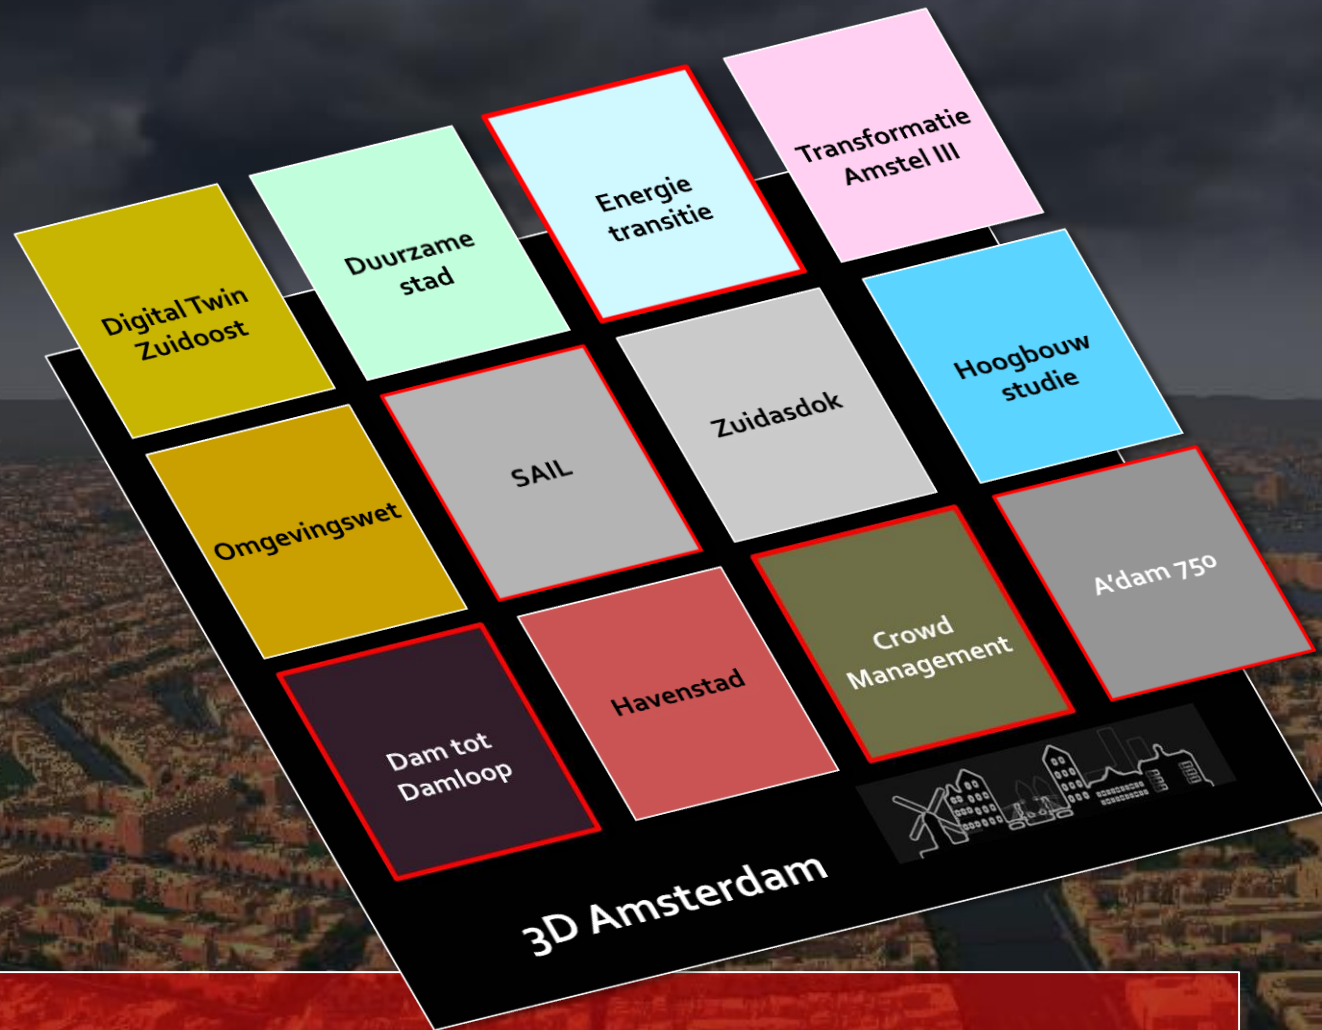 Digital Twin
Zuidoost
Duurzame
stad
Energie
transitie
Transformatie
Amstel III
Omgevingswet
SAIL
Zuidasdok
Hoogbouw
studie
Dam tot
Damloop
Havenstad
Crowd
Management
A'dam 750
3D Amsterdam